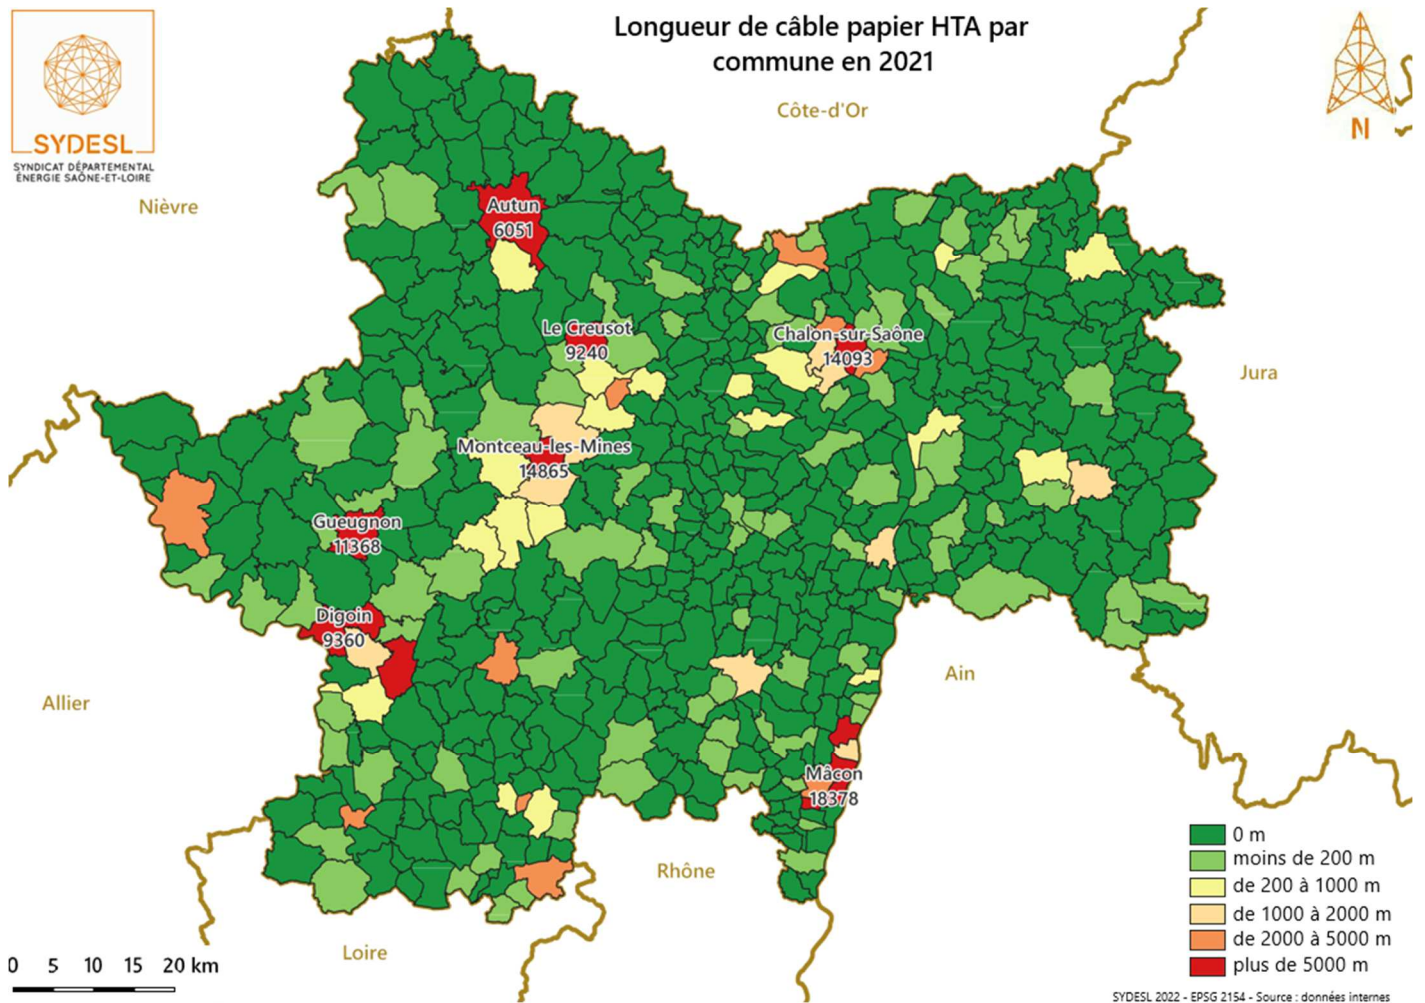 Longueur de câble papier HTA par
commune en 2021
SYDESL
SYNDICAT DÉPARTEMENTAL
ÉNERGIE SAÔNE-ET-LOIRE
N
Côte-d'Or
Nièvre
Autun
6051
Le Creusot
9240
Chalon-sur-Saône
14093
Jura
Montceau-les-Mines
14865
Gueugnon
11368
Digoin
9360
Allier
Ain
Mâcon
18378
Rhône
Loire
0 m
moins de 200 m
de 200 à 1000 m
de 1000 à 2000 m
de 2000 à 5000 m
plus de 5000 m
0 5 10 15 20 km
SYDESL 2022 - EPSG 2154 - Source : données internes